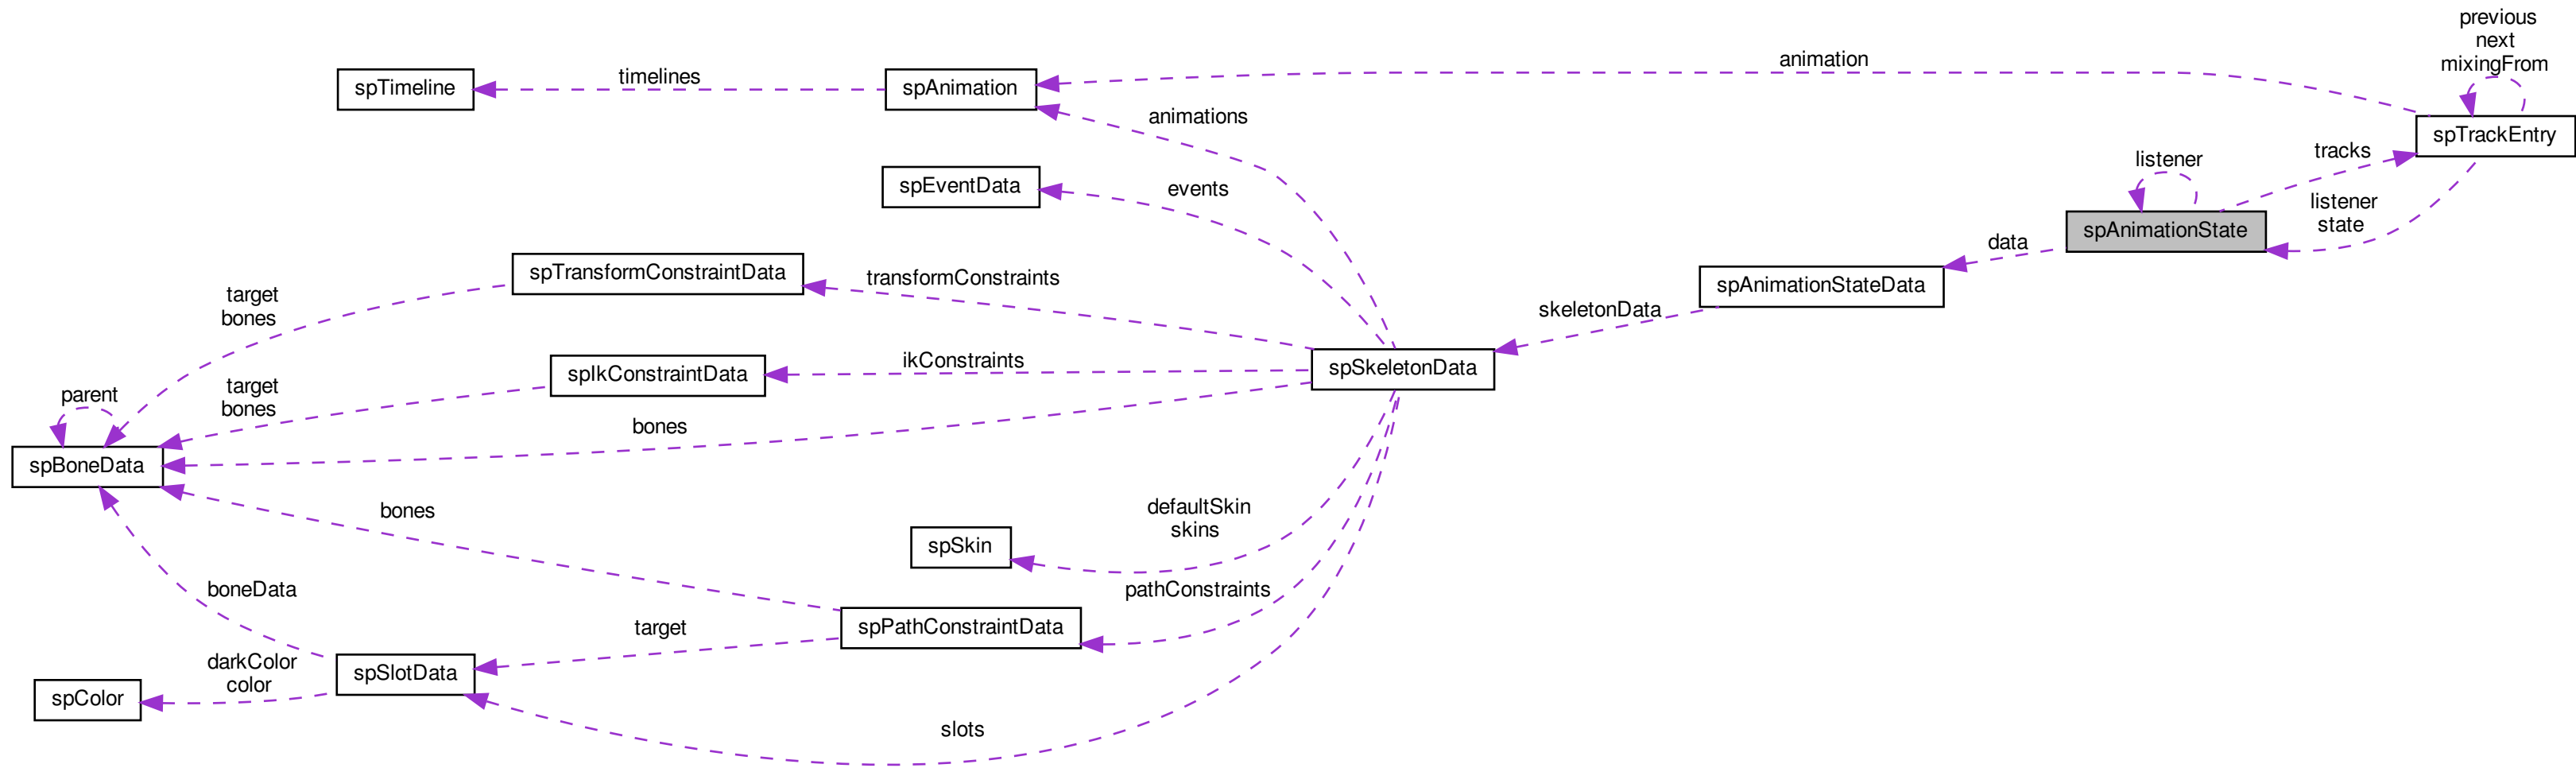 previous
next
mixingFrom
animation
timelines
spTimeline
spAnimation
animations
spTrackEntry
tracks
listener
spEventData
events
listener
state
spAnimationState
data
spTransformConstraintData
transformConstraints
spAnimationStateData
target
bones
skeletonData
ikConstraints
spIkConstraintData
spSkeletonData
parent
target
bones
bones
spBoneData
bones
defaultSkin
skins
spSkin
boneData
pathConstraints
target
spPathConstraintData
darkColor
color
spSlotData
spColor
slots